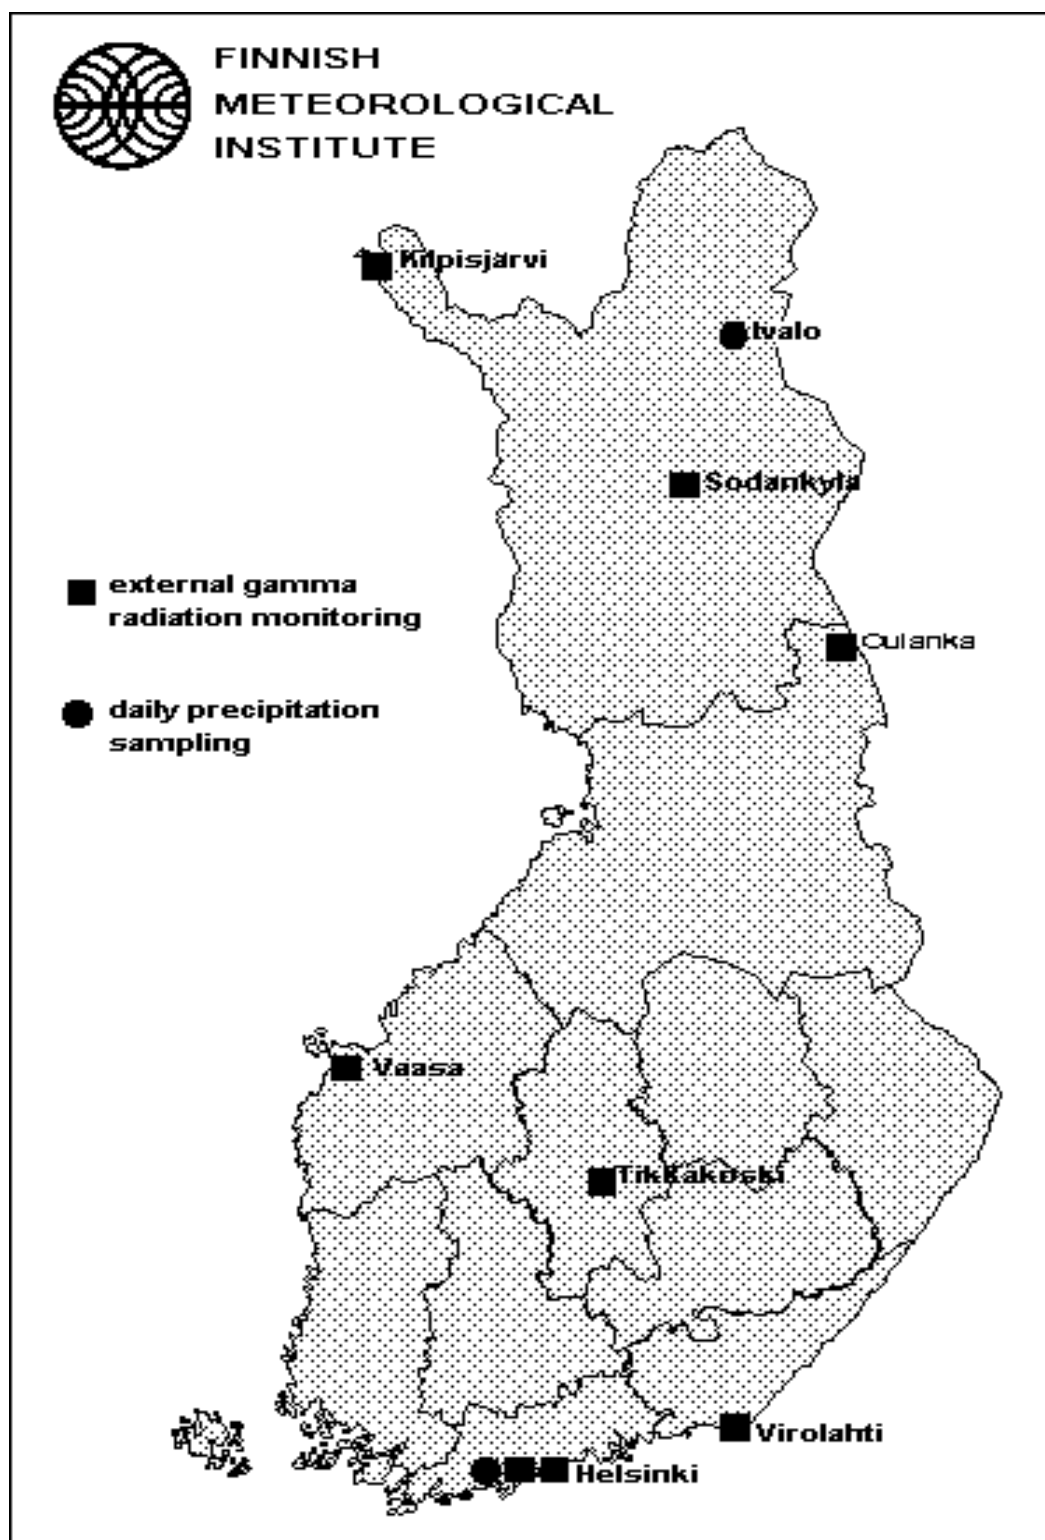 FINNISH
METEOROLOGICAL
INSTITUTE
Kilpisjärvi
Ivalo
Sodankylä
external gamma
radiation monitoring
Oulanka
daily precipitation
sampling
Vaasa
Tikkakoski
Virolahti
Helsinki